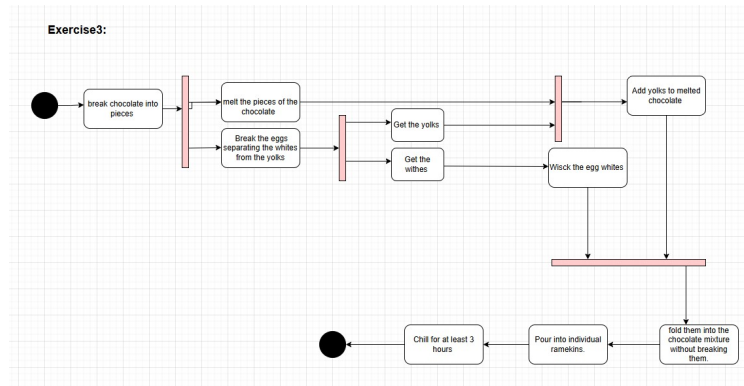 Exercise3:
break chocolate into
pieces
melt the pieces of the
chocolate
Break the eggs
separating the whites
from the yolks
Get the yolks
Get the
withes
Add yolks to melted
chocolate
Wisck the egg whites
fold them into the
chocolate mixture
without breaking
them.
Pour into individual
ramekins.
Chill for at least 3
hours